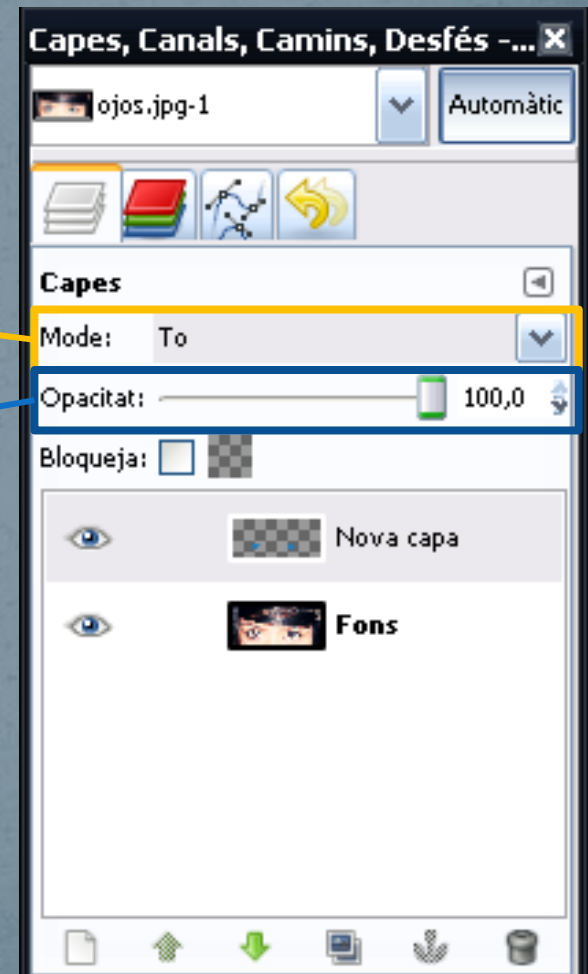 Capes, Canals, Camins, Desfés -...
ojos.jpg-1
Automàtic
Capes
Mode: To
Opacitat: 100,0
Bloqueja:
Nova capa
Fons